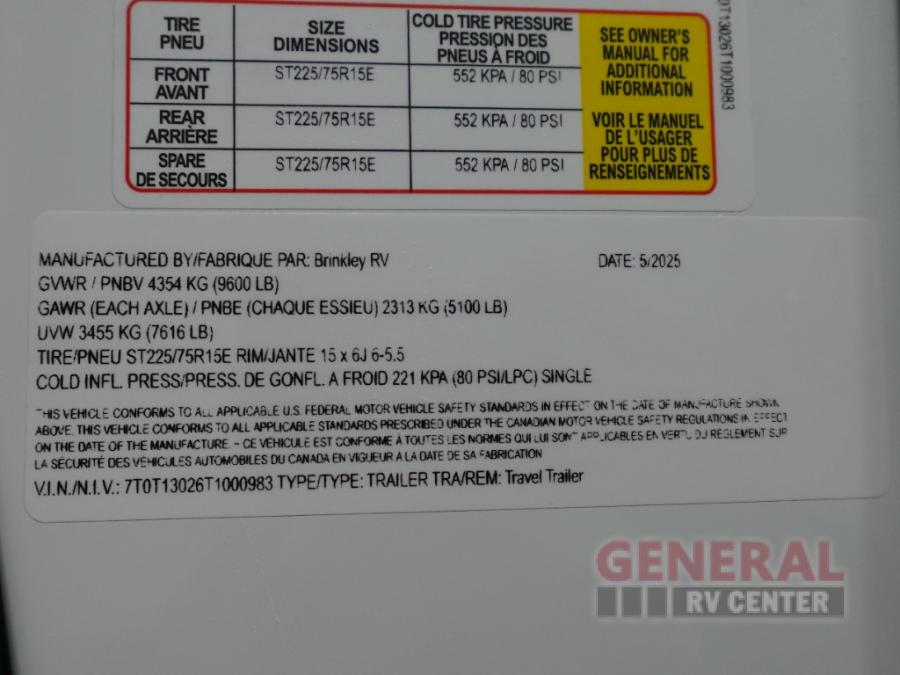 TIRE PNEU SIZE DIMENSIONS COLD TIRE PRESSURE PRESSION DES PNEUS À FROID
FRONT AVANT ST225/75R15E 552 KPA / 80 PSI
REAR ARRIÈRE ST225/75R15E 552 KPA / 80 PSI
SPARE DE SECOURS ST225/75R15E 552 KPA / 80 PSI
SEE OWNER'S
MANUAL FOR
ADDITIONAL
INFORMATION
VOIR LE MANUEL
DE L'USAGER
POUR PLUS DE
RENSEIGNEMENTS
0T13026T1000983
MANUFACTURED BY/FABRIQUE PAR: Brinkley RV DATE: 5/2025
GVWR / PNBV 4354 KG (9600 LB)
GAWR (EACH AXLE) / PNBE (CHAQUE ESSIEU) 2313 KG (5100 LB)
UVW 3455 KG (7616 LB)
TIRE/PNEU ST225/75R15E RIM/JANTE 15 x 6J 6-5.5
COLD INFL. PRESS/PRESS. DE GONFL. A FROID 221 KPA (80 PSI/LPC) SINGLE
THIS VEHICLE CONFORMS TO ALL APPLICABLE U.S. FEDERAL MOTOR VEHICLE SAFETY STANDARDS IN EFFECT ON THE DATE OF MANUFACTURE SHOWN
ABOVE. THIS VEHICLE CONFORMS TO ALL APPLICABLE STANDARDS PRESCRIBED UNDER THE CANADIAN MOTOR VEHICLE SAFETY REGULATIONS IN EFFECT
ON THE DATE OF THE MANUFACTURE. - CE VÉHICULE EST CONFORME À TOUTES LES NORMES QUI LUI SONT APPLICABLES EN VERTU DU RÈGLEMENT SUR
LA SÉCURITÉ DES VÉHICULES AUTOMOBILES DU CANADA EN VIGUEUR A LA DATE DE SA FABRICATION
V.I.N./N.I.V.: 7T0T13026T1000983 TYPE/TYPE: TRAILER TRA/REM: Travel Trailer
GENERAL
RV CENTER